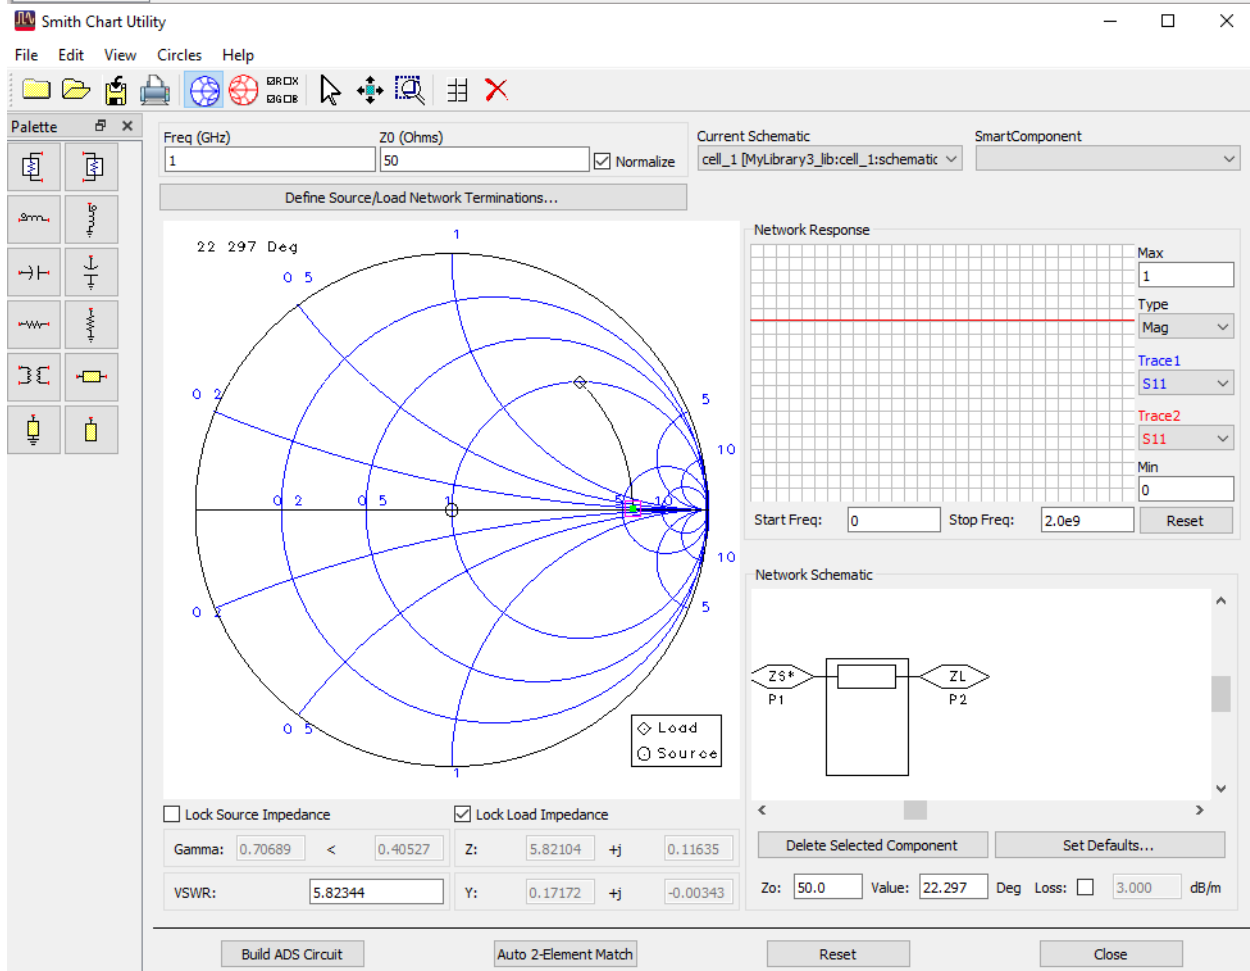 Smith Chart Utility
File Edit View Circles Help
R X
G B
Palette
Freq (GHz) Z0 (Ohms)
1 50 Normalize
Current Schematic SmartComponent
cell_1 [MyLibrary3_lib:cell_1:schematic
Define Source/Load Network Terminations...
22 297 Deg
1
0 5
0 2
5
10
0 2 0 5 1 5 10
10
0 2
5
0 5
1
Load
Source
Network Response
Max
1
Type
Mag
Trace1
S11
Trace2
S11
Min
0
Start Freq: 0 Stop Freq: 2.0e9 Reset
Network Schematic
ZS* ZL
P1 P2
Lock Source Impedance Lock Load Impedance
Gamma: 0.70689 < 0.40527 Z: 5.82104 +j 0.11635
VSWR: 5.82344 Y: 0.17172 +j -0.00343
Delete Selected Component Set Defaults...
Zo: 50.0 Value: 22.297 Deg Loss: 3.000 dB/m
Build ADS Circuit Auto 2-Element Match Reset Close